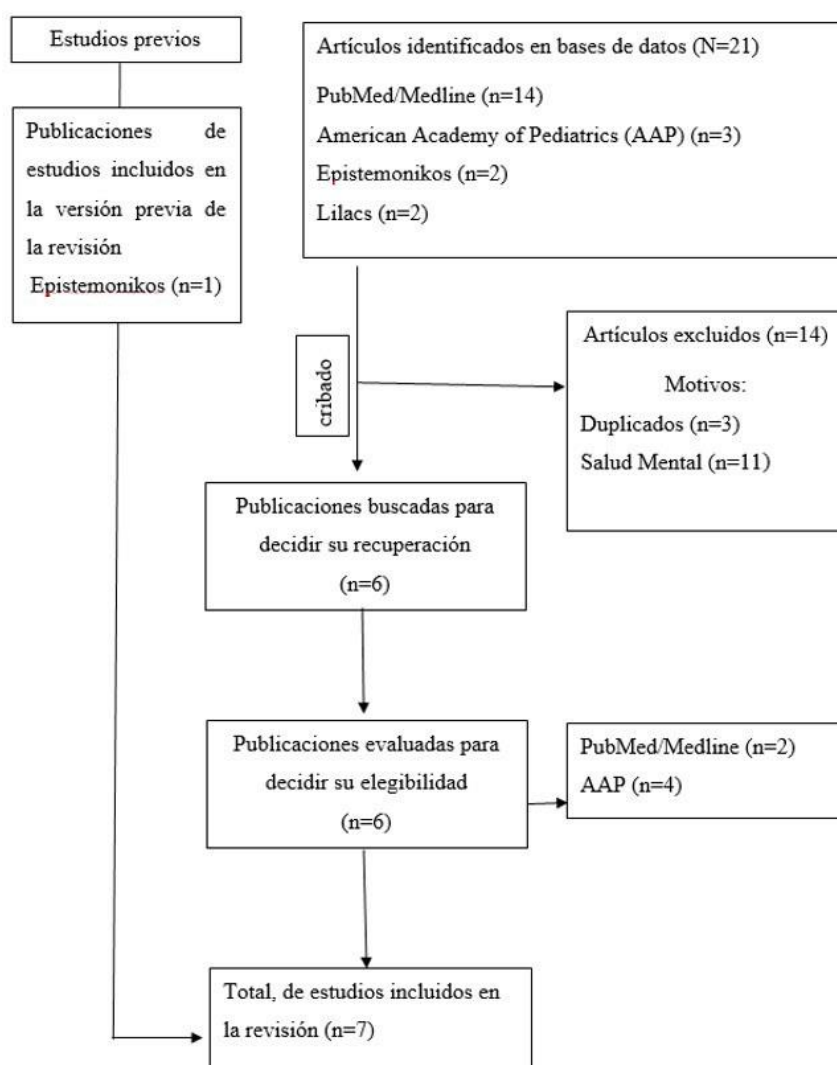 Estudios previos
Publicaciones de
estudios incluidos en
la versión previa de
la revisión
Epistemonikos (n=1)
Artículos identificados en bases de datos (N=21)
PubMed/Medline (n=14)
American Academy of Pediatrics (AAP) (n=3)
Epistemonikos (n=2)
Lilacs (n=2)
cribado
Artículos excluidos (n=14)
Motivos:
Duplicados (n=3)
Salud Mental (n=11)
Publicaciones buscadas para
decidir su recuperación
(n=6)
Publicaciones evaluadas para
decidir su elegibilidad
(n=6)
PubMed/Medline (n=2)
AAP (n=4)
Total, de estudios incluidos en
la revisión (n=7)